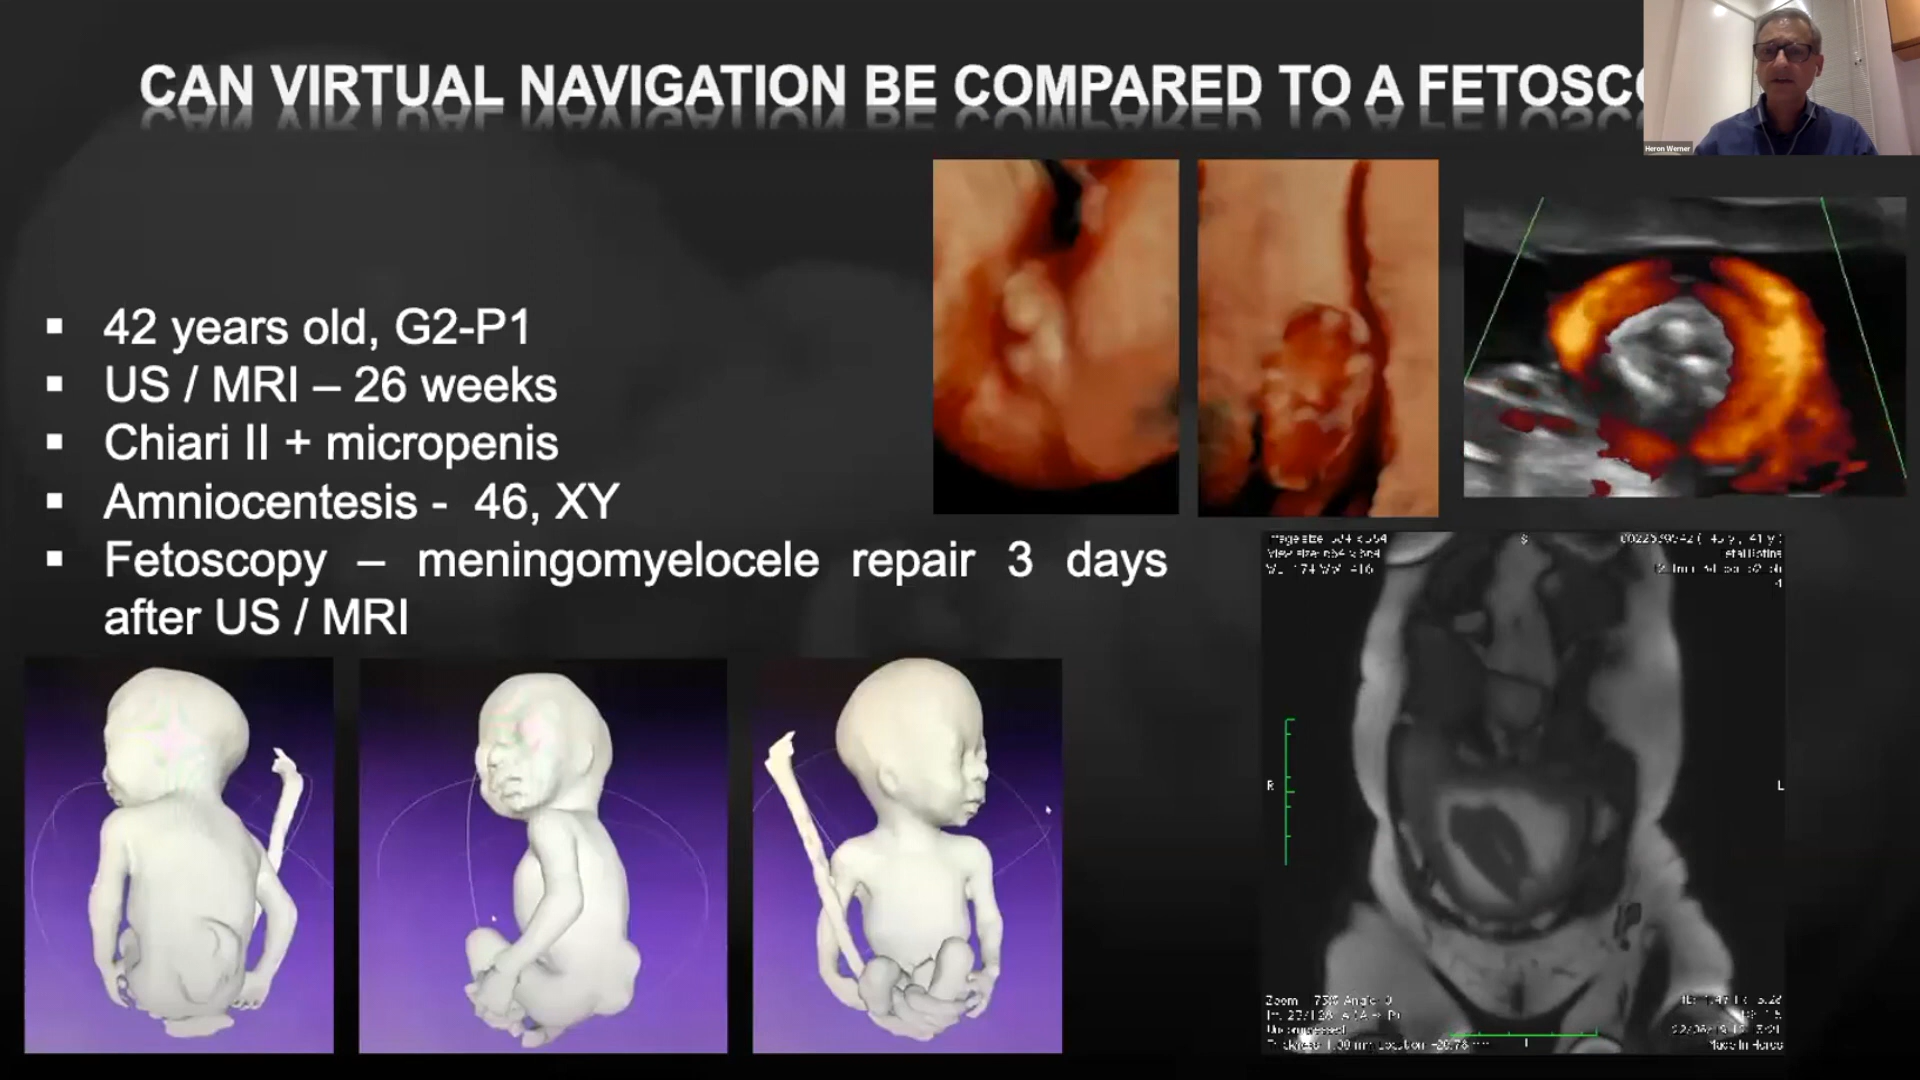 CAN VIRTUAL NAVIGATION BE COMPARED TO A FETOSC
Heron Werner
▪ 42 years old, G2-P1
▪ US / MRI – 26 weeks
▪ Chiari II + micropenis
▪ Amniocentesis - 46, XY
▪ Fetoscopy – meningomyelocele repair 3 days
after US / MRI
S
4
R
L